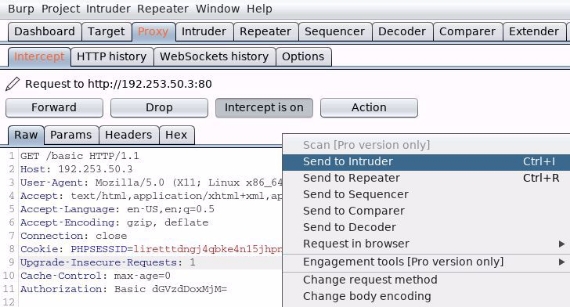 Burp Project Intruder Repeater Window Help
Dashboard Target Proxy Intruder Repeater Sequencer Decoder Comparer Extender
Intercept HTTP history WebSockets history Options
Request to http://192.253.50.3:80
Forward Drop Intercept is on Action
Raw Params Headers Hex
Scan [Pro version only]
Send to Intruder Ctrl+I
Send to Repeater Ctrl+R
Send to Sequencer
Send to Comparer
Send to Decoder
Request in browser
Engagement tools [Pro version only]
Change request method
Change body encoding
1 GET /basic HTTP/1.1
2 Host: 192.253.50.3
3 User-Agent: Mozilla/5.0 (X11; Linux x86_64
4 Accept: text/html,application/xhtml+xml,ap
5 Accept-Language: en-US,en;q=0.5
6 Accept-Encoding: gzip, deflate
7 Connection: close
8 Cookie: PHPSESSID=liretttdngj4qbke4n15jhpn
9 Upgrade-Insecure-Requests: 1
10 Cache-Control: max-age=0
11 Authorization: Basic dGVzdDoxMjM=
12